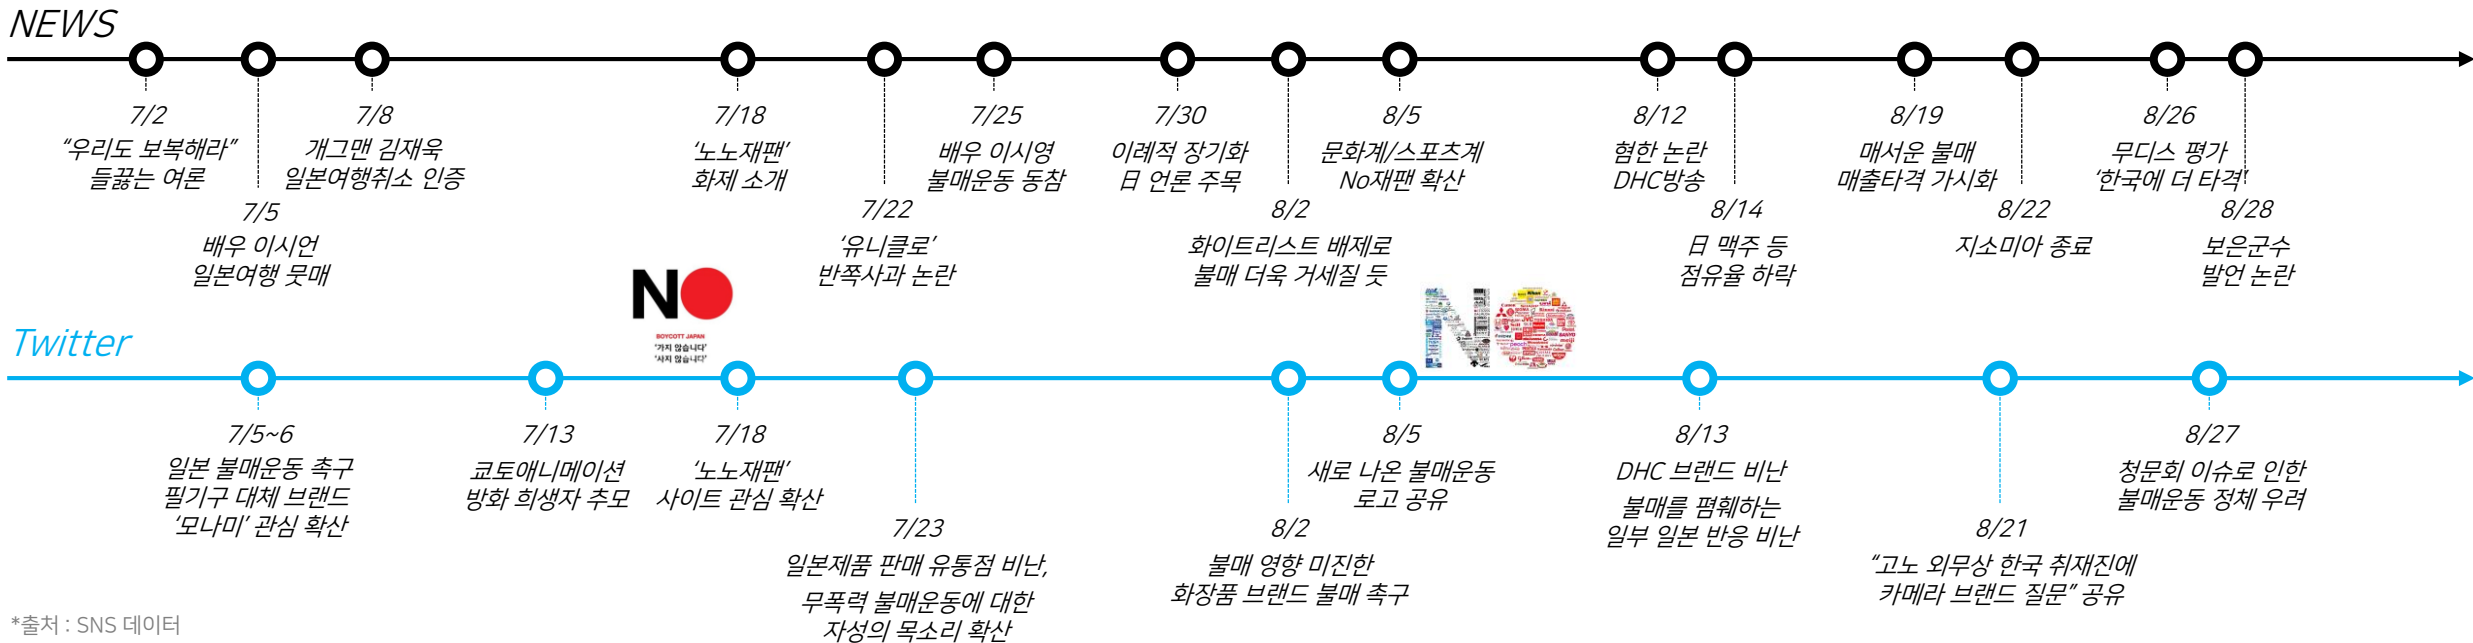 NEWS
7/2
“우리도 보복해라”
들끓는 여론
7/5
배우 이시언
일본여행 뭇매
7/8
개그맨 김재욱
일본여행취소 인증
7/18
‘노노재팬’
화제 소개
7/22
‘유니클로’
반쪽사과 논란
7/25
배우 이시영
불매운동 동참
7/30
이례적 장기화
日 언론 주목
8/2
화이트리스트 배제로
불매 더욱 거세질 듯
8/5
문화계/스포츠계
No재팬 확산
8/12
혐한 논란
DHC방송
8/14
日 맥주 등
점유율 하락
8/19
매서운 불매
매출타격 가시화
8/22
지소미아 종료
8/26
무디스 평가
‘한국에 더 타격’
8/28
보은군수
발언 논란
NO
BOYCOTT JAPAN
'가지 않습니다'
'사지 않습니다'
NO
Twitter
7/5~6
일본 불매운동 촉구
필기구 대체 브랜드
‘모나미’ 관심 확산
7/13
쿄토애니메이션
방화 희생자 추모
7/18
‘노노재팬’
사이트 관심 확산
7/23
일본제품 판매 유통점 비난,
무폭력 불매운동에 대한
자성의 목소리 확산
8/2
불매 영향 미진한
화장품 브랜드 불매 촉구
8/5
새로 나온 불매운동
로고 공유
8/13
DHC 브랜드 비난
불매를 폄훼하는
일부 일본 반응 비난
8/21
“고노 외무상 한국 취재진에
카메라 브랜드 질문” 공유
8/27
청문회 이슈로 인한
불매운동 정체 우려
*출처 : SNS 데이터